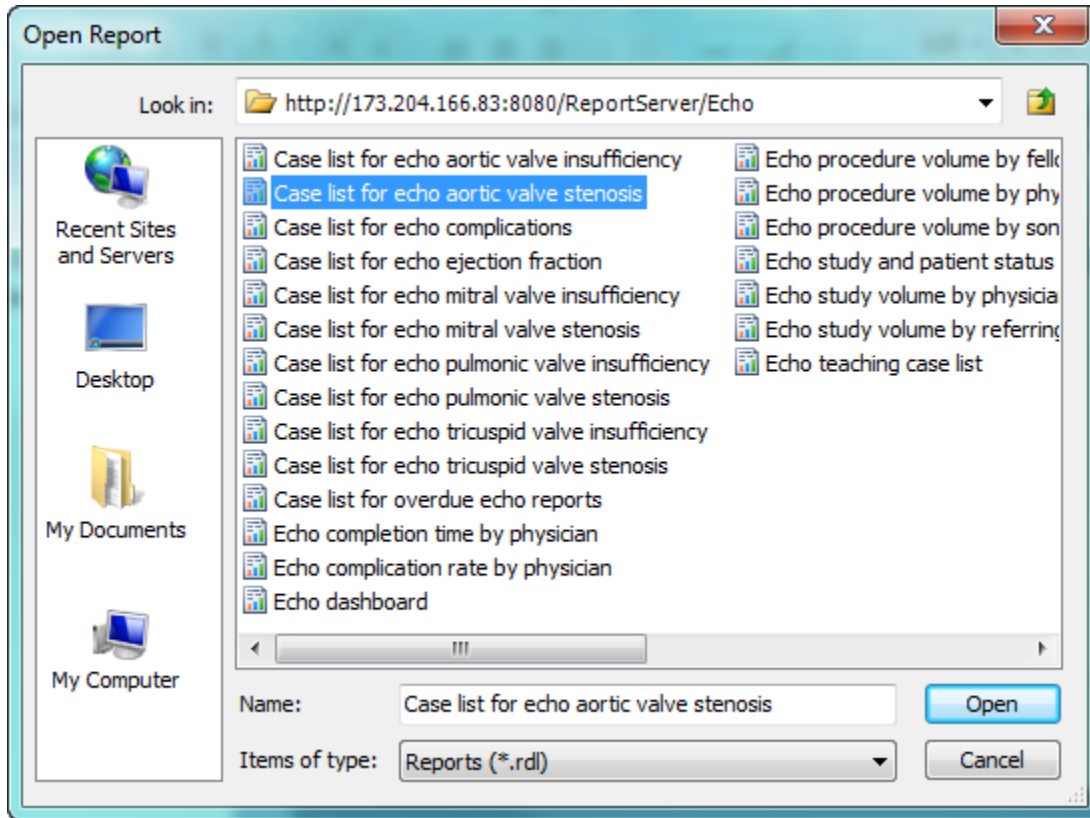 Open Report
Look in:
http://173.204.166.83:8080/ReportServer/Echo
Recent Sites
and Servers
Desktop
My Documents
My Computer
Case list for echo aortic valve insufficiency
Case list for echo aortic valve stenosis
Case list for echo complications
Case list for echo ejection fraction
Case list for echo mitral valve insufficiency
Case list for echo mitral valve stenosis
Case list for echo pulmonic valve insufficiency
Case list for echo pulmonic valve stenosis
Case list for echo tricuspid valve insufficiency
Case list for echo tricuspid valve stenosis
Case list for overdue echo reports
Echo completion time by physician
Echo complication rate by physician
Echo dashboard
Echo procedure volume by
Echo procedure volume by
Echo procedure volume by
Echo study and patient status
Echo study volume by
Echo study volume by
Echo teaching case list
Name:
Case list for echo aortic valve stenosis
Open
Items of type:
Reports (*.rdl)
Cancel